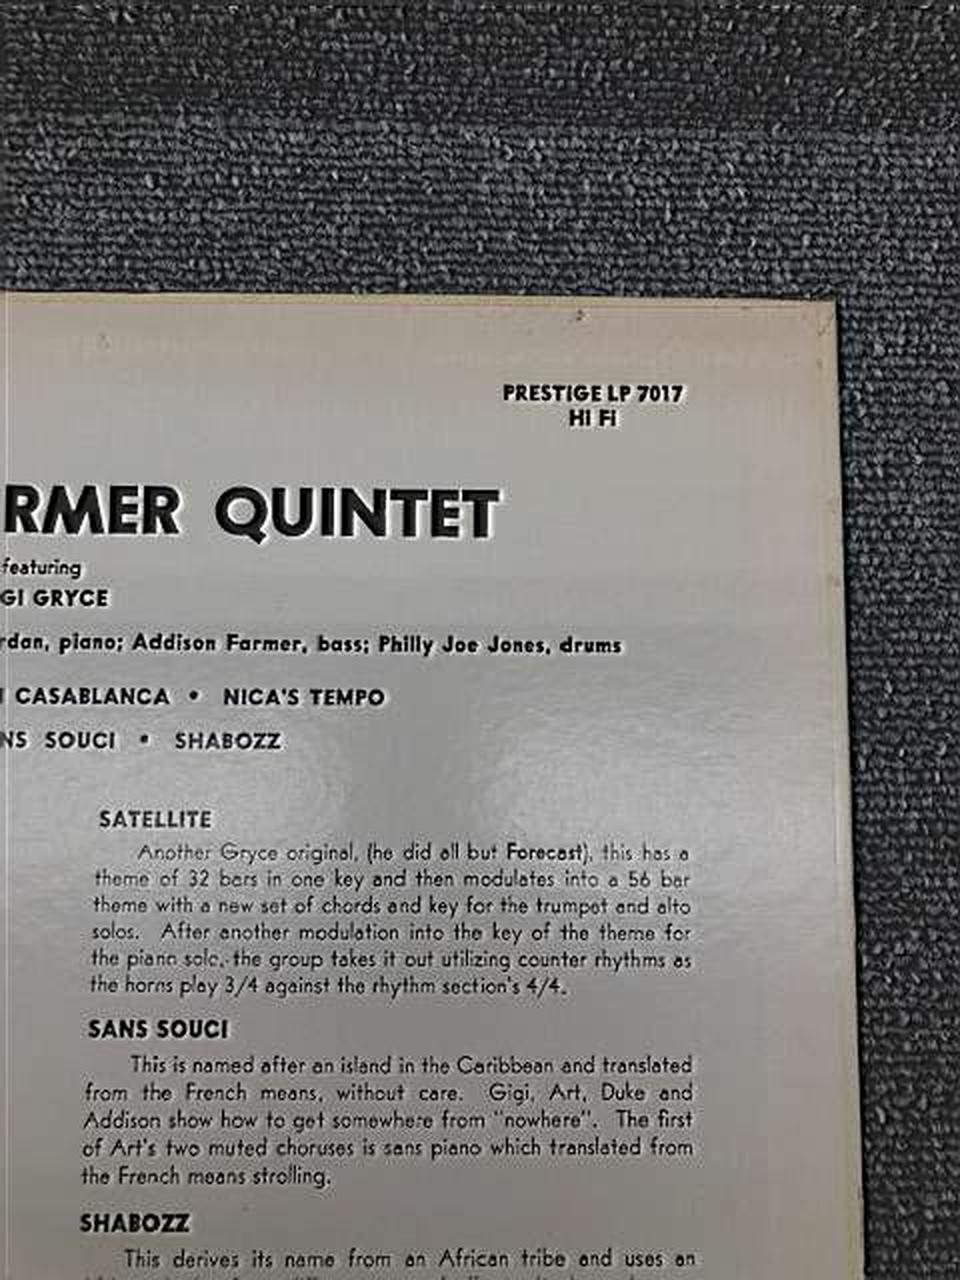 PRESTIGE LP 7017
HI FI
RMER QUINTET
featuring
GI GRYCE
rdan, piano; Addison Farmer, bass; Philly Joe Jones, drums
CASABLANCA • NICA'S TEMPO
NS SOUCI • SHABOZZ
SATELLITE
Another Gryce original, (he did all but Forecast), this has a
theme of 32 bars in one key and then modulates into a 56 bar
theme with a new set of chords and key for the trumpet and alto
solos. After another modulation into the key of the theme for
the piano solo, the group takes it out utilizing counter rhythms as
the horns play 3/4 against the rhythm section's 4/4.
SANS SOUCI
This is named after an island in the Caribbean and translated
from the French means, without care. Gigi, Art, Duke and
Addison show how to get somewhere from "nowhere". The first
of Art's two muted choruses is sans piano which translated from
the French means strolling.
SHABOZZ
This derives its name from an African tribe and uses an